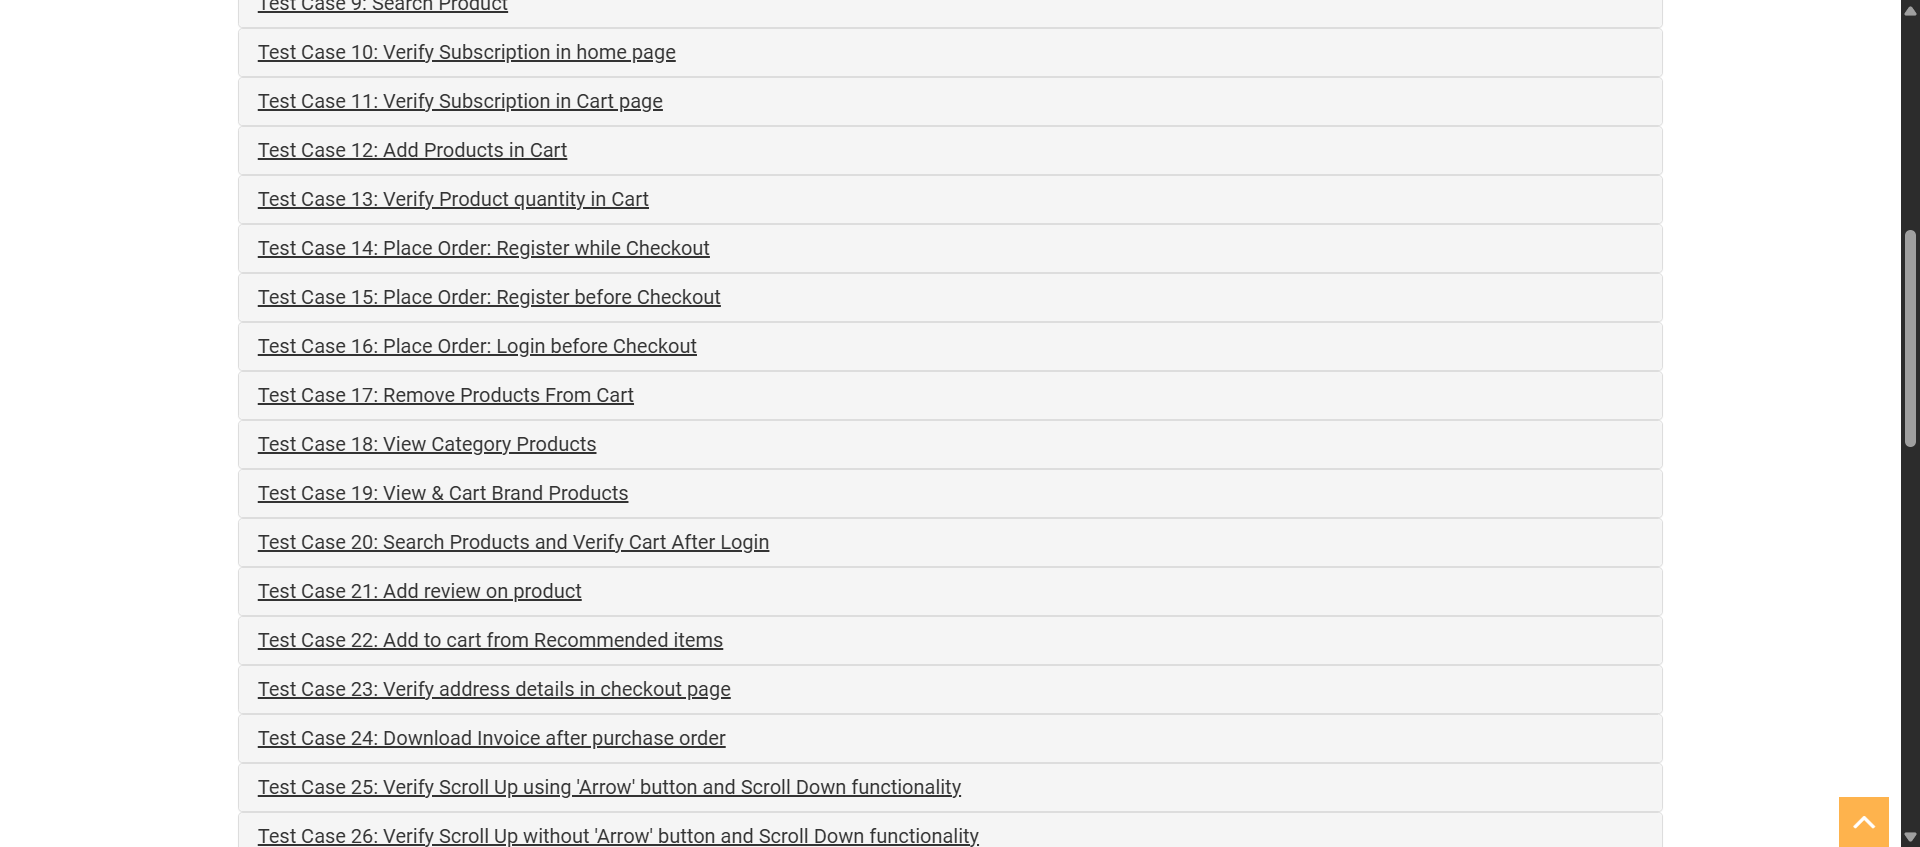 Test Case 9: Search Product
Test Case 10: Verify Subscription in home page
Test Case 11: Verify Subscription in Cart page
Test Case 12: Add Products in Cart
Test Case 13: Verify Product quantity in Cart
Test Case 14: Place Order: Register while Checkout
Test Case 15: Place Order: Register before Checkout
Test Case 16: Place Order: Login before Checkout
Test Case 17: Remove Products From Cart
Test Case 18: View Category Products
Test Case 19: View & Cart Brand Products
Test Case 20: Search Products and Verify Cart After Login
Test Case 21: Add review on product
Test Case 22: Add to cart from Recommended items
Test Case 23: Verify address details in checkout page
Test Case 24: Download Invoice after purchase order
Test Case 25: Verify Scroll Up using 'Arrow' button and Scroll Down functionality
Test Case 26: Verify Scroll Up without 'Arrow' button and Scroll Down functionality